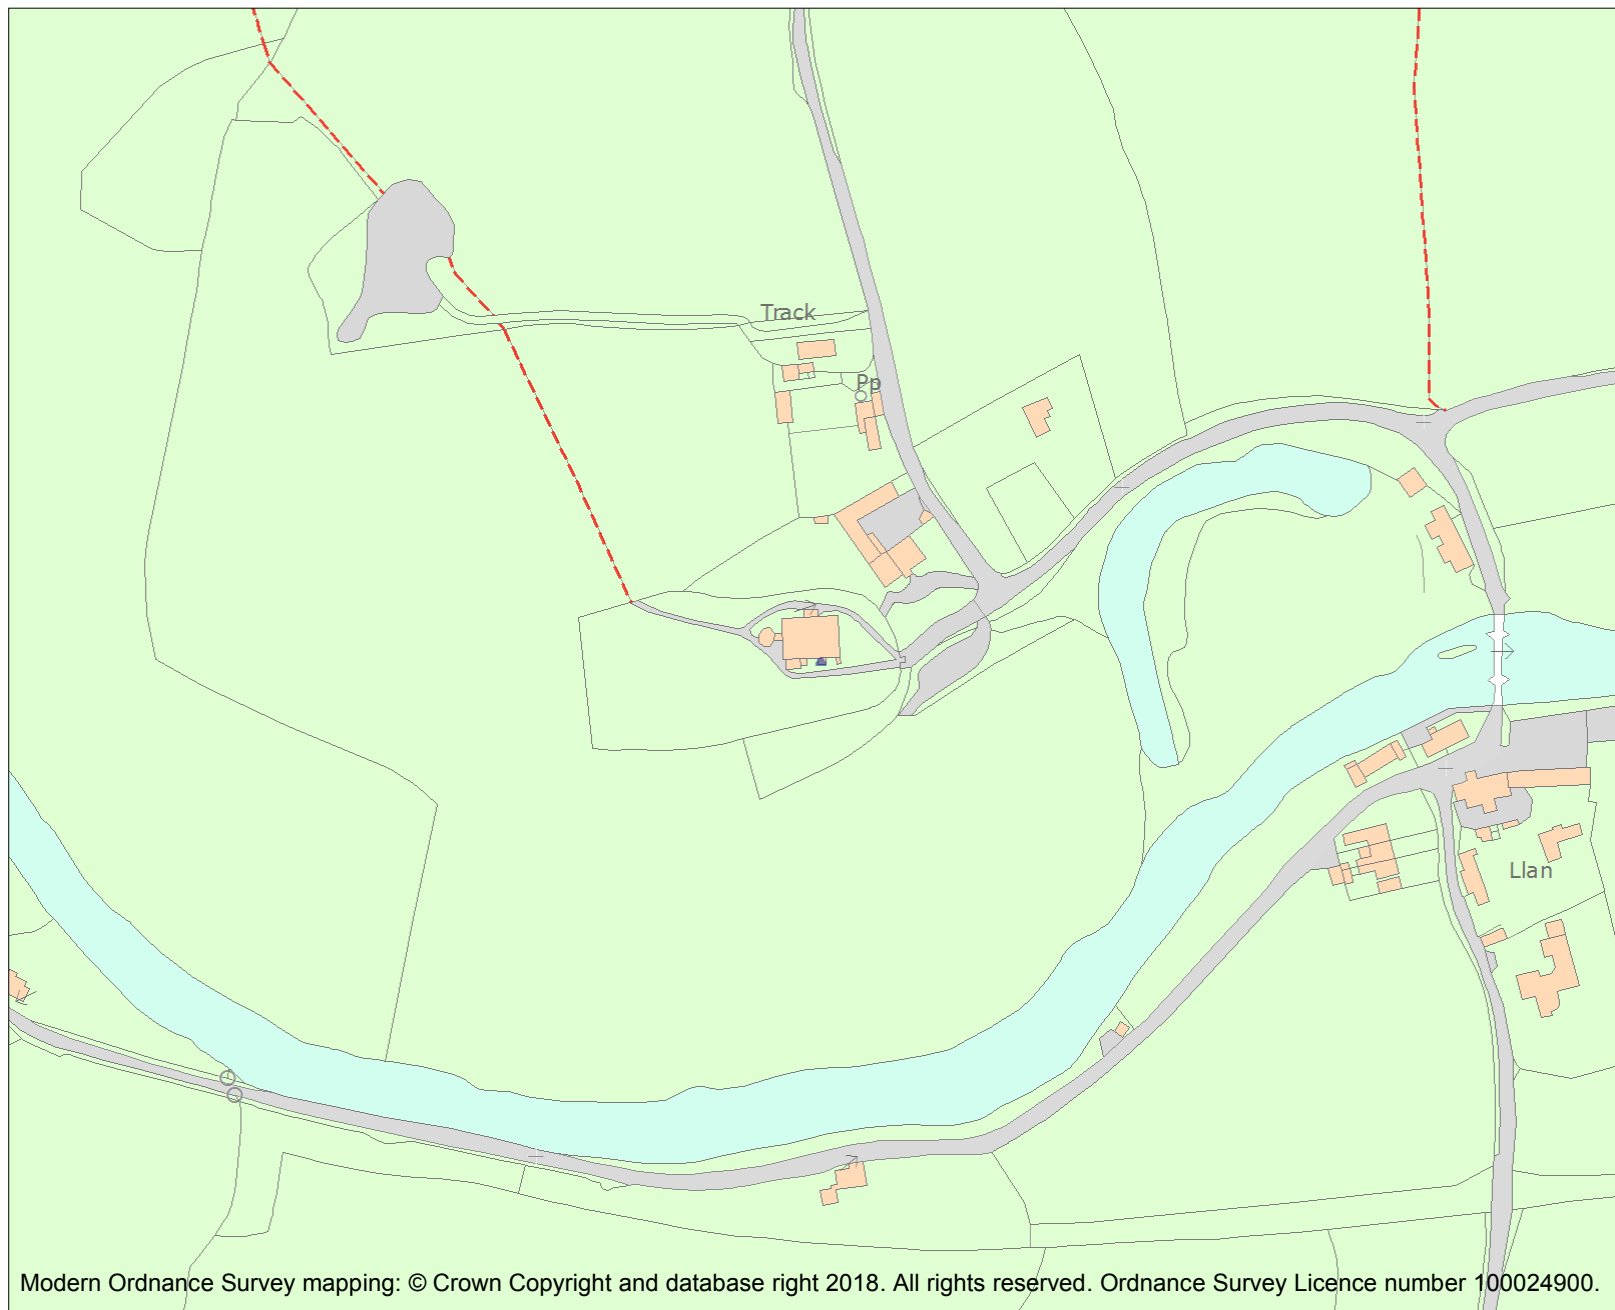 Track
Pp
Llan
Modern Ordnance Survey mapping: © Crown Copyright and database right 2018. All rights reserved. Ordnance Survey Licence number 100024900.